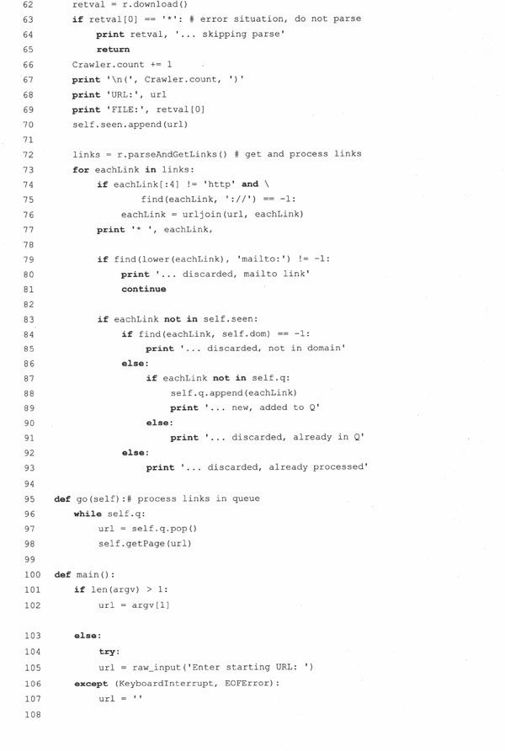 62 retval = r.download()
63 if retval[0] == '*': # error situation, do not parse
64 print retval, '... skipping parse'
65 return
66 Crawler.count += 1
67 print '\n(', Crawler.count, ')'
68 print 'URL:', url
69 print 'FILE:', retval[0]
70 self.seen.append(url)
71
72 links = r.parseAndGetLinks() # get and process links
73 for eachLink in links:
74 if eachLink[:4] != 'http' and \
75 find(eachLink, '://') == -1:
76 eachLink = urljoin(url, eachLink)
77 print '* ', eachLink,
78
79 if find(lower(eachLink), 'mailto:') != -1:
80 print '... discarded, mailto link'
81 continue
82
83 if eachLink not in self.seen:
84 if find(eachLink, self.dom) == -1:
85 print '... discarded, not in domain'
86 else:
87 if eachLink not in self.q:
88 self.q.append(eachLink)
89 print '... new, added to Q'
90 else:
91 print '... discarded, already in Q'
92 else:
93 print '... discarded, already processed'
94
95 def go(self):# process links in queue
96 while self.q:
97 url = self.q.pop()
98 self.getPage(url)
99
100 def main():
101 if len(argv) > 1:
102 url = argv[1]
103 else:
104 try:
105 url = raw_input('Enter starting URL: ')
106 except (KeyboardInterrupt, EOFError):
107 url = ''
108